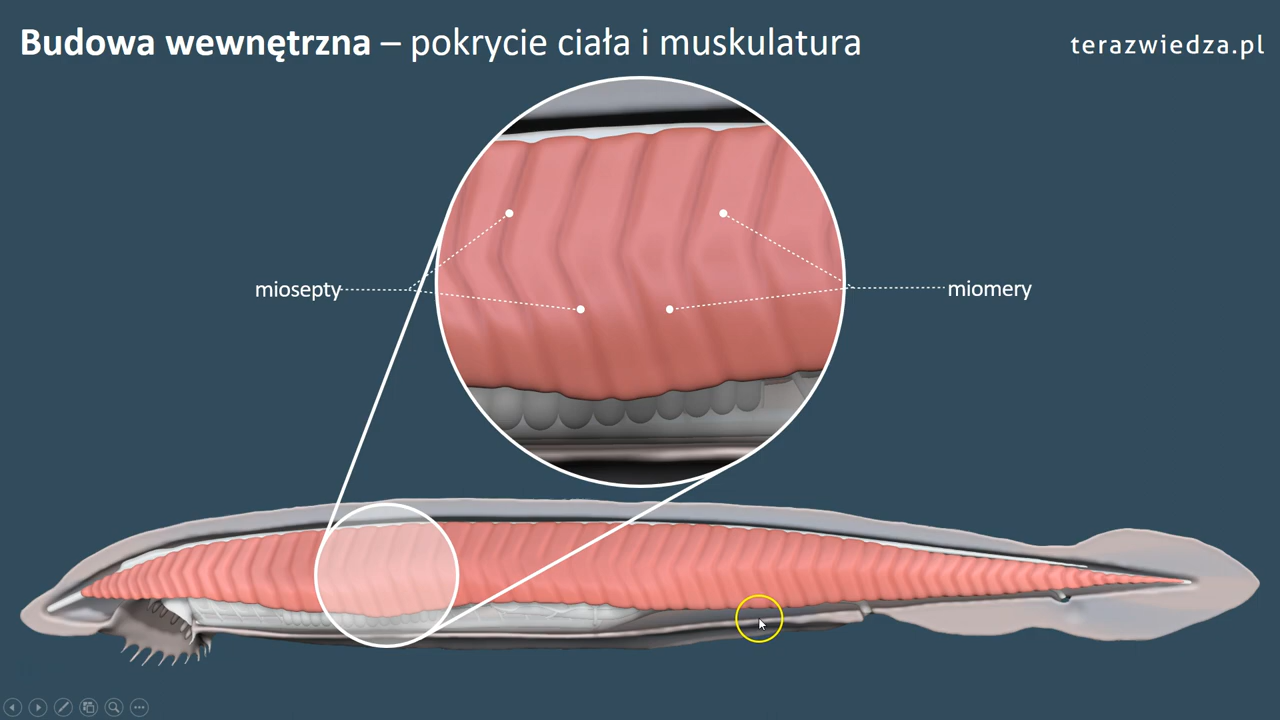 Budowa wewnętrzna – pokrycie ciała i muskulatura
terazwiedza.pl
miosepty
miomery